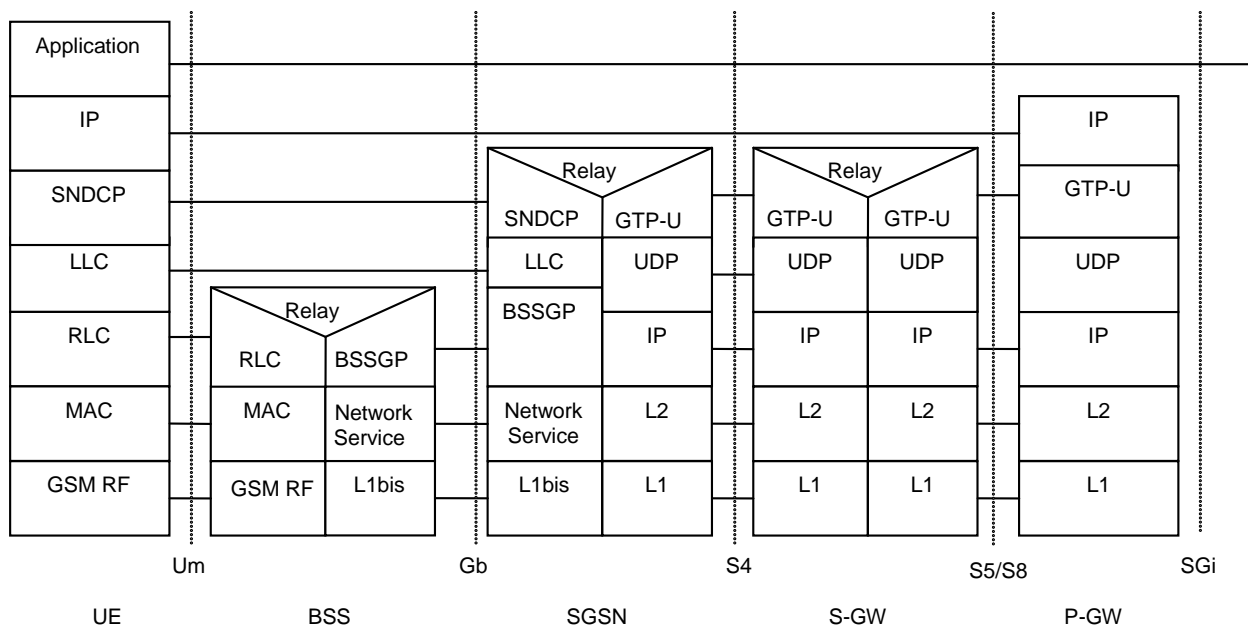 Application
IP
IP
Relay
Relay
SNDCP
GTP-U
SNDCP
GTP-U
GTP-U
GTP-U
LLC
LLC
UDP
UDP
UDP
UDP
Relay
BSSGP
RLC
IP
IP
IP
IP
RLC
BSSGP
MAC
MAC
Network
Service
Network
Service
L2
L2
L2
L2
GSM RF
GSM RF
L1bis
L1bis
L1
L1
L1
L1
Um
Gb
S4
S5/S8
SGi
UE
BSS
SGSN
S-GW
P-GW